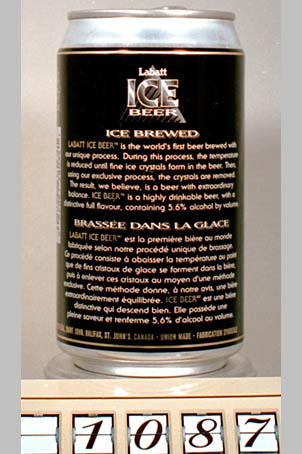 Labatt
ICE
BEER
ICE BREWED
LABATT ICE BEER™ is the world's first beer brewed with
our unique process. During this process, the temperature
is reduced until fine ice crystals form in the beer. Then,
using our exclusive process, the crystals are removed.
The result, we believe, is a beer with extraordinary
balance. ICE BEER™ is a highly drinkable beer, with a
distinctive full flavour, containing 5.6% alcohol by volume.
BRASSÉE DANS LA GLACE
LABATT ICE BEER™ est la première bière au monde
fabriquée selon notre procédé unique de brassage.
Ce procédé consiste à abaisser la température au point
que de fins cristaux de glace se forment dans la bière,
puis à enlever ces cristaux au moyen d'une méthode
exclusive. Cette méthode donne, à notre avis, une bière
extraordinairement équilibrée. ICE BEER™ est une bière
distinctive qui descend bien. Elle possède une
pleine saveur et renferme 5,6% d'alcool au volume.
SAINT JOHN, HALIFAX, ST. JOHN'S. CANADA • UNION MADE • FABRICATION SYNDICALE
1087